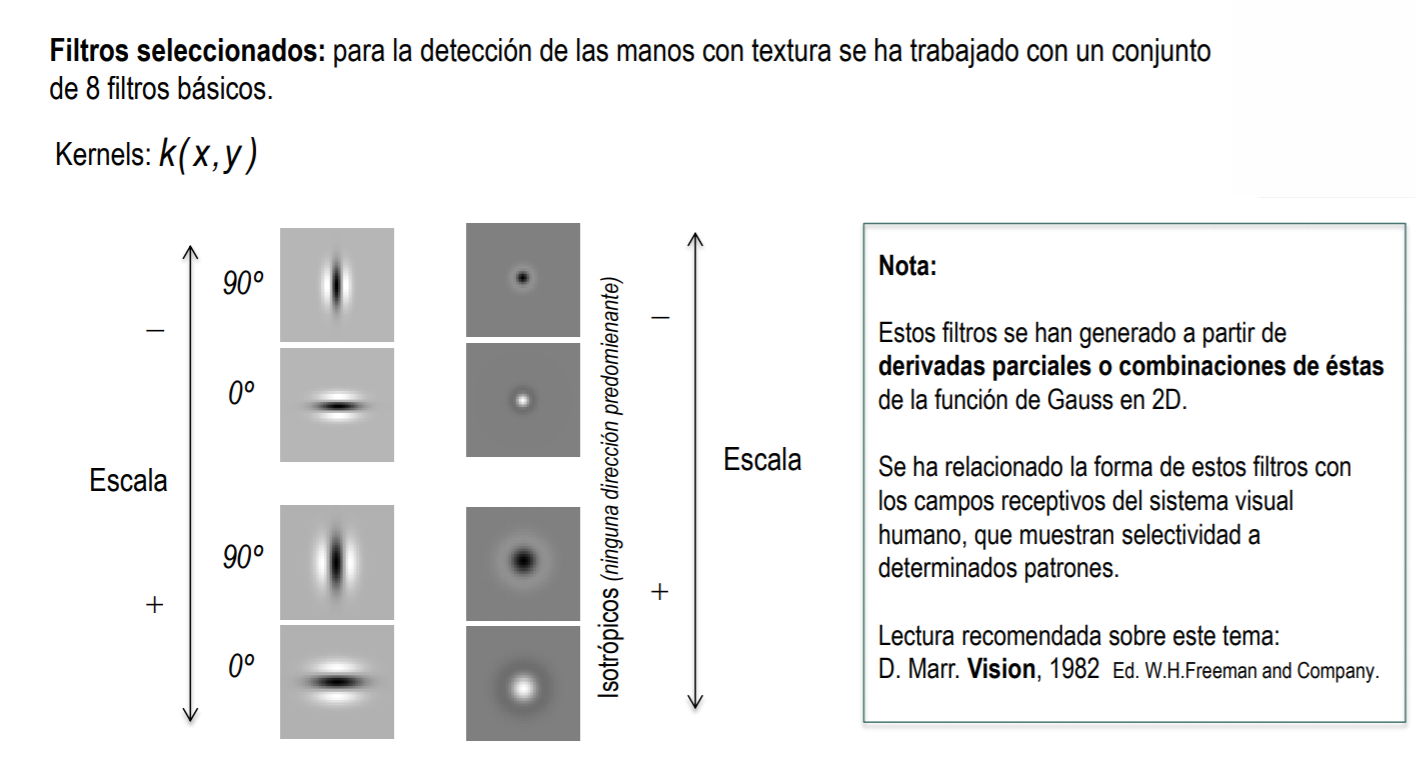 Filtros seleccionados: para la detección de las manos con textura se ha trabajado con un conjunto
de 8 filtros básicos.
Kernels: k(x,y)
90º
–
0º
Escala
90º
+
0º
Isotrópicos (ninguna dirección predomienante)
–
Escala
+
Nota:
Estos filtros se han generado a partir de
derivadas parciales o combinaciones de éstas
de la función de Gauss en 2D.
Se ha relacionado la forma de estos filtros con
los campos receptivos del sistema visual
humano, que muestran selectividad a
determinados patrones.
Lectura recomendada sobre este tema:
D. Marr. Vision, 1982 Ed. W.H.Freeman and Company.